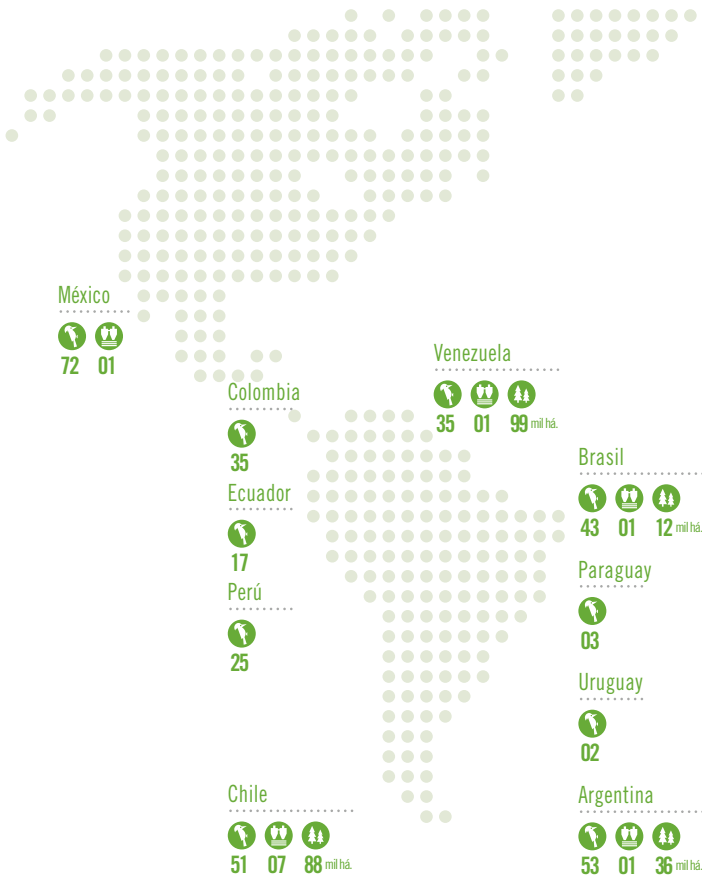 México
72 01
Colombia
35
Ecuador
17
Perú
25
Chile
51 07 88 mil há.
Venezuela
35 01 99 mil há.
Brasil
43 01 12 mil há.
Paraguay
03
Uruguay
02
Argentina
53 01 36 mil há.